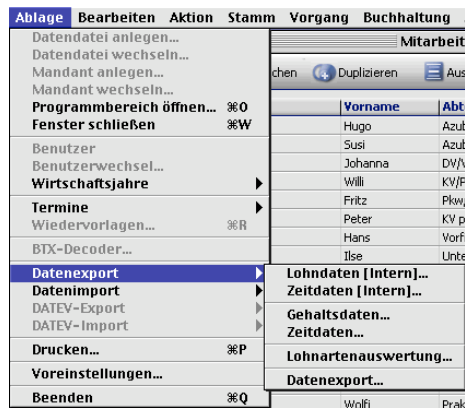 Ablage Bearbeiten Aktion Stamm Vorgang Buchhaltung
Datendatei anlegen...
Datendatei wechseln...
Mandant anlegen...
Mandant wechseln...
Programmbereich öffnen... ⌘O
Fenster schließen ⌘W
Benutzer
Benutzerwechsel...
Wirtschaftsjahre
Termine
Wiedervorlagen... ⌘R
BTX-Decoder...
Datenexport
Datenimport
DATEV-Export
DATEV-Import
Drucken... ⌘P
Voreinstellungen...
Beenden ⌘Q
Mitarbeit
chen Duplizieren Aus
Vorname Abt
Hugo Azub
Susi Azub
Johanna DV/V
Willi KV/P
Fritz Pkw,
Peter KV p
Hans Vorf
Ilse Unte
Lohndaten [Intern]...
Zeitdaten [Intern]...
Gehaltsdaten...
Zeitdaten...
Lohnartenauswertung...
Datenexport...
Wolfi Prak